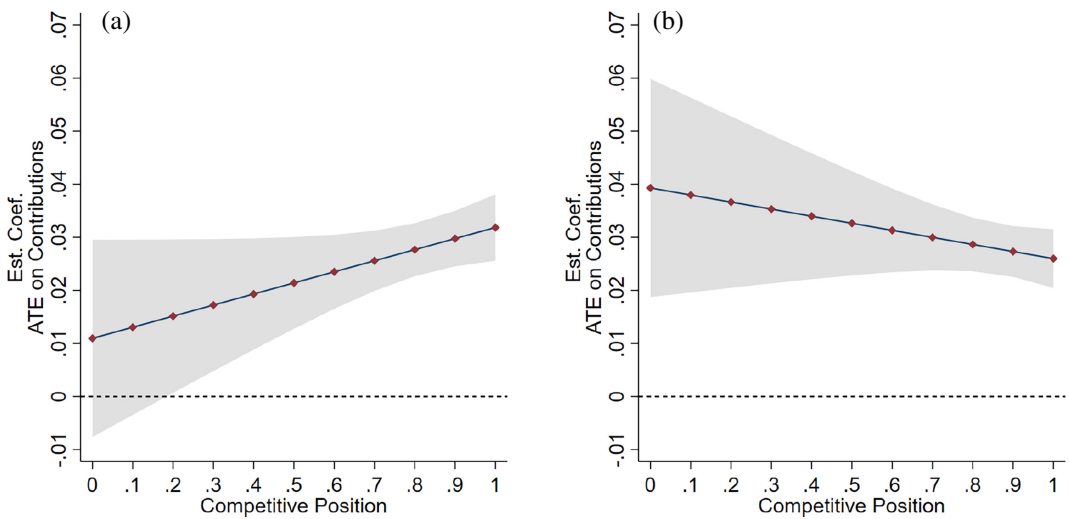 (a)
.07
.06
.05
.04
.03
.02
.01
0
-.01
Est. Coef.
ATE on Contributions
0 .1 .2 .3 .4 .5 .6 .7 .8 .9 1
Competitive Position
(b)
.07
.06
.05
.04
.03
.02
.01
0
-.01
Est. Coef.
ATE on Contributions
0 .1 .2 .3 .4 .5 .6 .7 .8 .9 1
Competitive Position